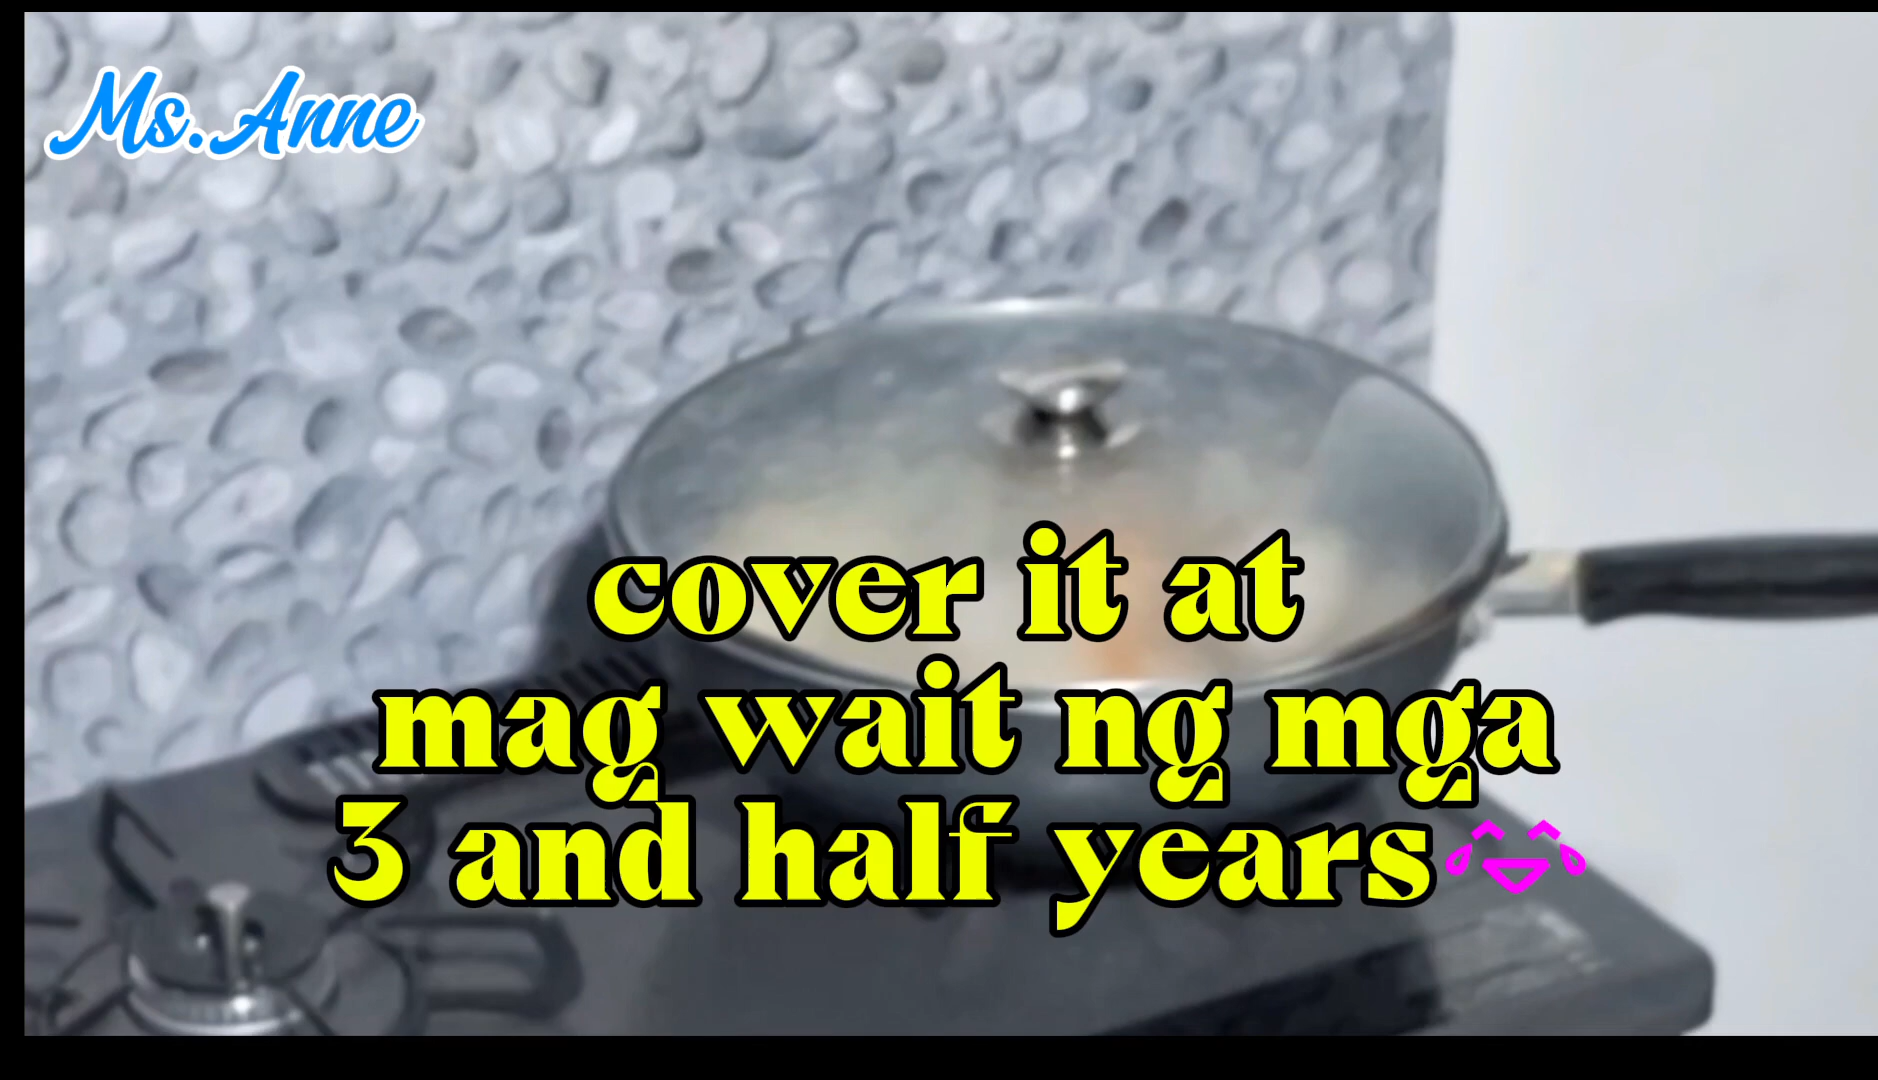 Ms. Anne
cover it at
mag wait ng mga
3 and half years😂